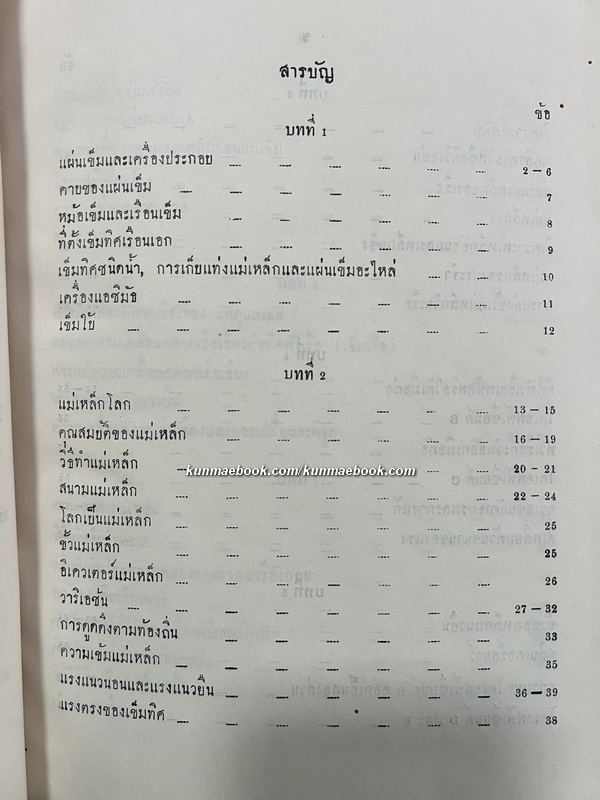 สารบัญ
ข้อ
บทที่ 1
แผ่นเข็มและเครื่องประกอบ 2 – 6
คายของแผ่นเข็ม 7
หม้อเข็มและเรือนเข็ม 8
ที่ตั้งเข็มทิศเรือนเอก 9
เข็มทิศชนิดน้ำ, การเก็บแท่งแม่เหล็กและแผ่นเข็มอะไหล่ 10
เครื่องแอซิมัธ 11
เข็มใช้ 12
บทที่ 2
แม่เหล็กโลก 13 – 15
คุณสมบัติของแม่เหล็ก 16 – 19
วิธีทำแม่เหล็ก 20 – 21
kunmaebook.com/kunmaebook.com
สนามแม่เหล็ก 22 – 24
โลกเป็นแม่เหล็ก 25
ขั้วแม่เหล็ก 25
อิเควเตอร์แม่เหล็ก 26
วาริเอชั่น 27 – 32
การดูดดึงตามท้องถิ่น 33
ความเข้มแม่เหล็ก 35
แรงแนวนอนและแรงแนวยืน 36 – 39
แรงตรงของเข็มทิศ 38